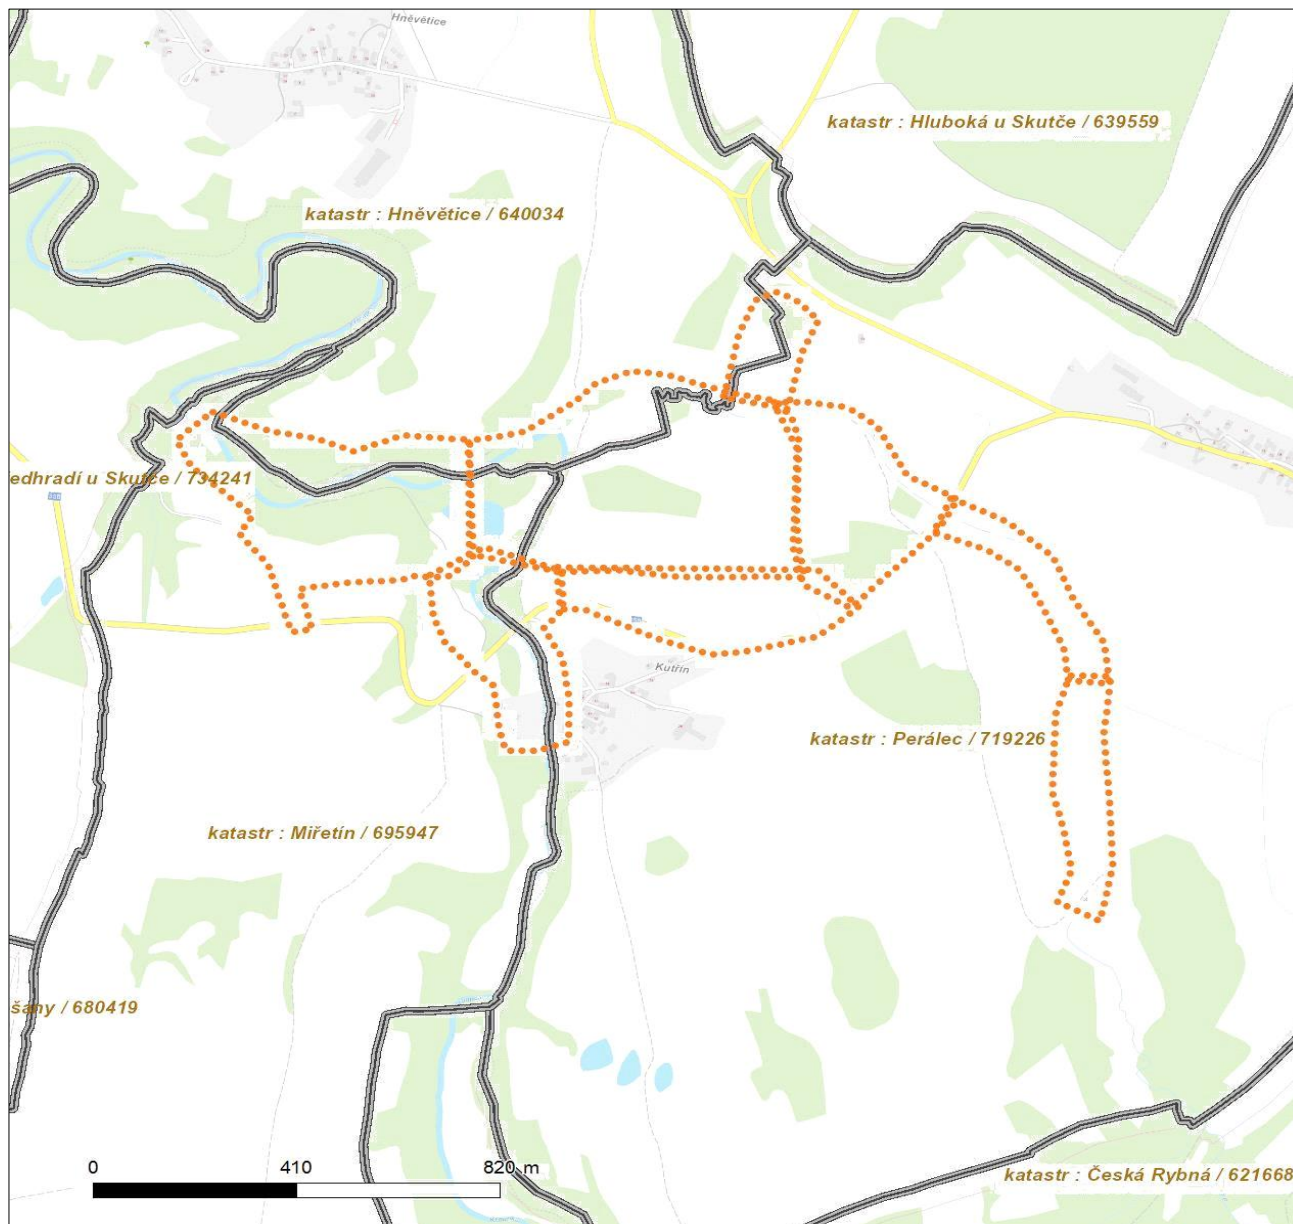 Hněvětice
katastr : Hluboká u Skutče / 639559
katastr : Hněvětice / 640034
edhradí u Skutče / 734241
Kutřín
katastr : Perálec / 719226
katastr : Miřetín / 695947
šany / 680419
0 410 820 m
katastr : Česká Rybná / 621668